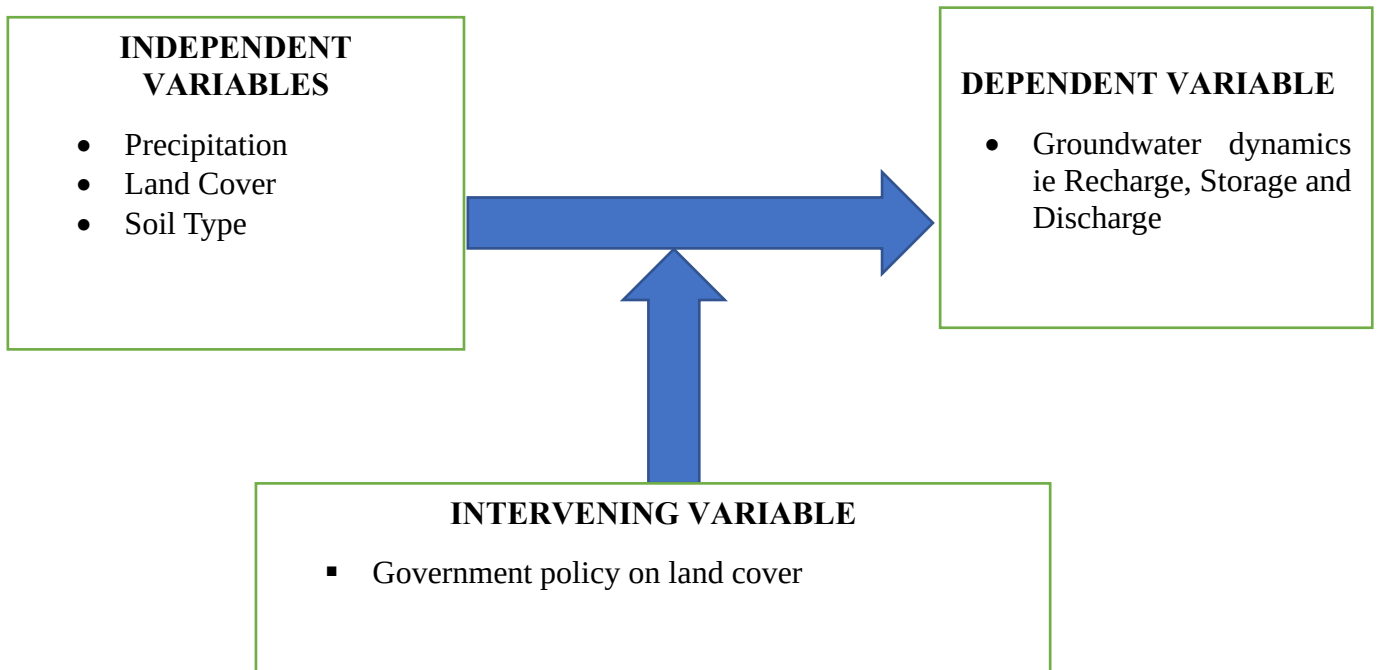 INDEPENDENT
VARIABLES
• Precipitation
• Land Cover
• Soil Type
DEPENDENT VARIABLE
• Groundwater dynamics
ie Recharge, Storage and
Discharge
INTERVENING VARIABLE
▪ Government policy on land cover